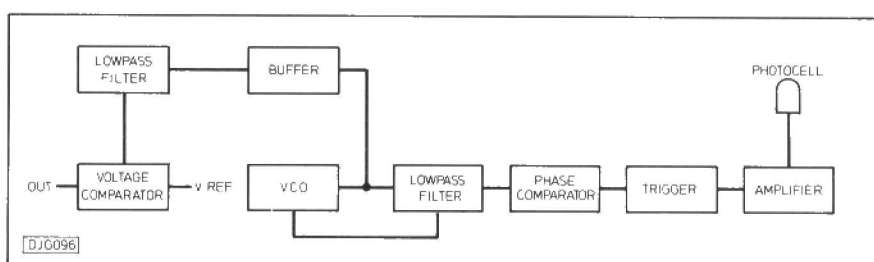 LOWPASS
FILTER
BUFFER
PHOTOCELL
OUT
VOLTAGE
COMPARATOR
V REF
VCO
LOWPASS
FILTER
PHASE
COMPARATOR
TRIGGER
AMPLIFIER
DJG096